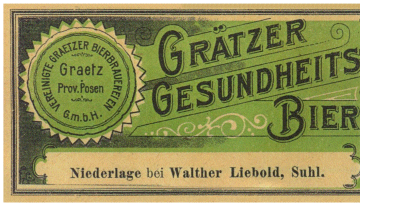 VEREINIGTE GRAETZER BIERBRAUEREIEN
Graetz
Prov. Posen
G.m.b.H.
GRÄTZER
GESUNDHEITS
BIER
Niederlage bei Walther Liebold, Suhl.